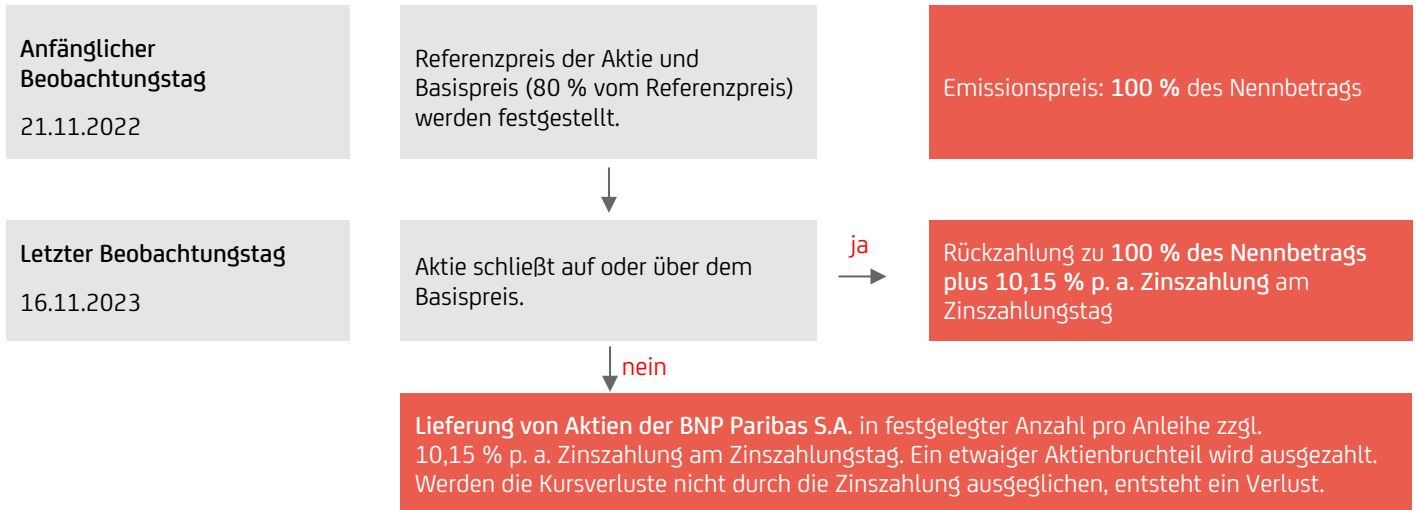 Anfänglicher
Beobachtungstag
21.11.2022
Referenzpreis der Aktie und
Basispreis (80 % vom Referenzpreis)
werden festgestellt.
Emissionspreis: 100 % des Nennbetrags
Letzter Beobachtungstag
16.11.2023
Aktie schließt auf oder über dem
Basispreis.
ja
Rückzahlung zu 100 % des Nennbetrags
plus 10,15 % p. a. Zinszahlung am
Zinszahlungstag
nein
Lieferung von Aktien der BNP Paribas S.A. in festgelegter Anzahl pro Anleihe zzgl.
10,15 % p. a. Zinszahlung am Zinszahlungstag. Ein etwaiger Aktienbruchteil wird ausgezahlt.
Werden die Kursverluste nicht durch die Zinszahlung ausgeglichen, entsteht ein Verlust.